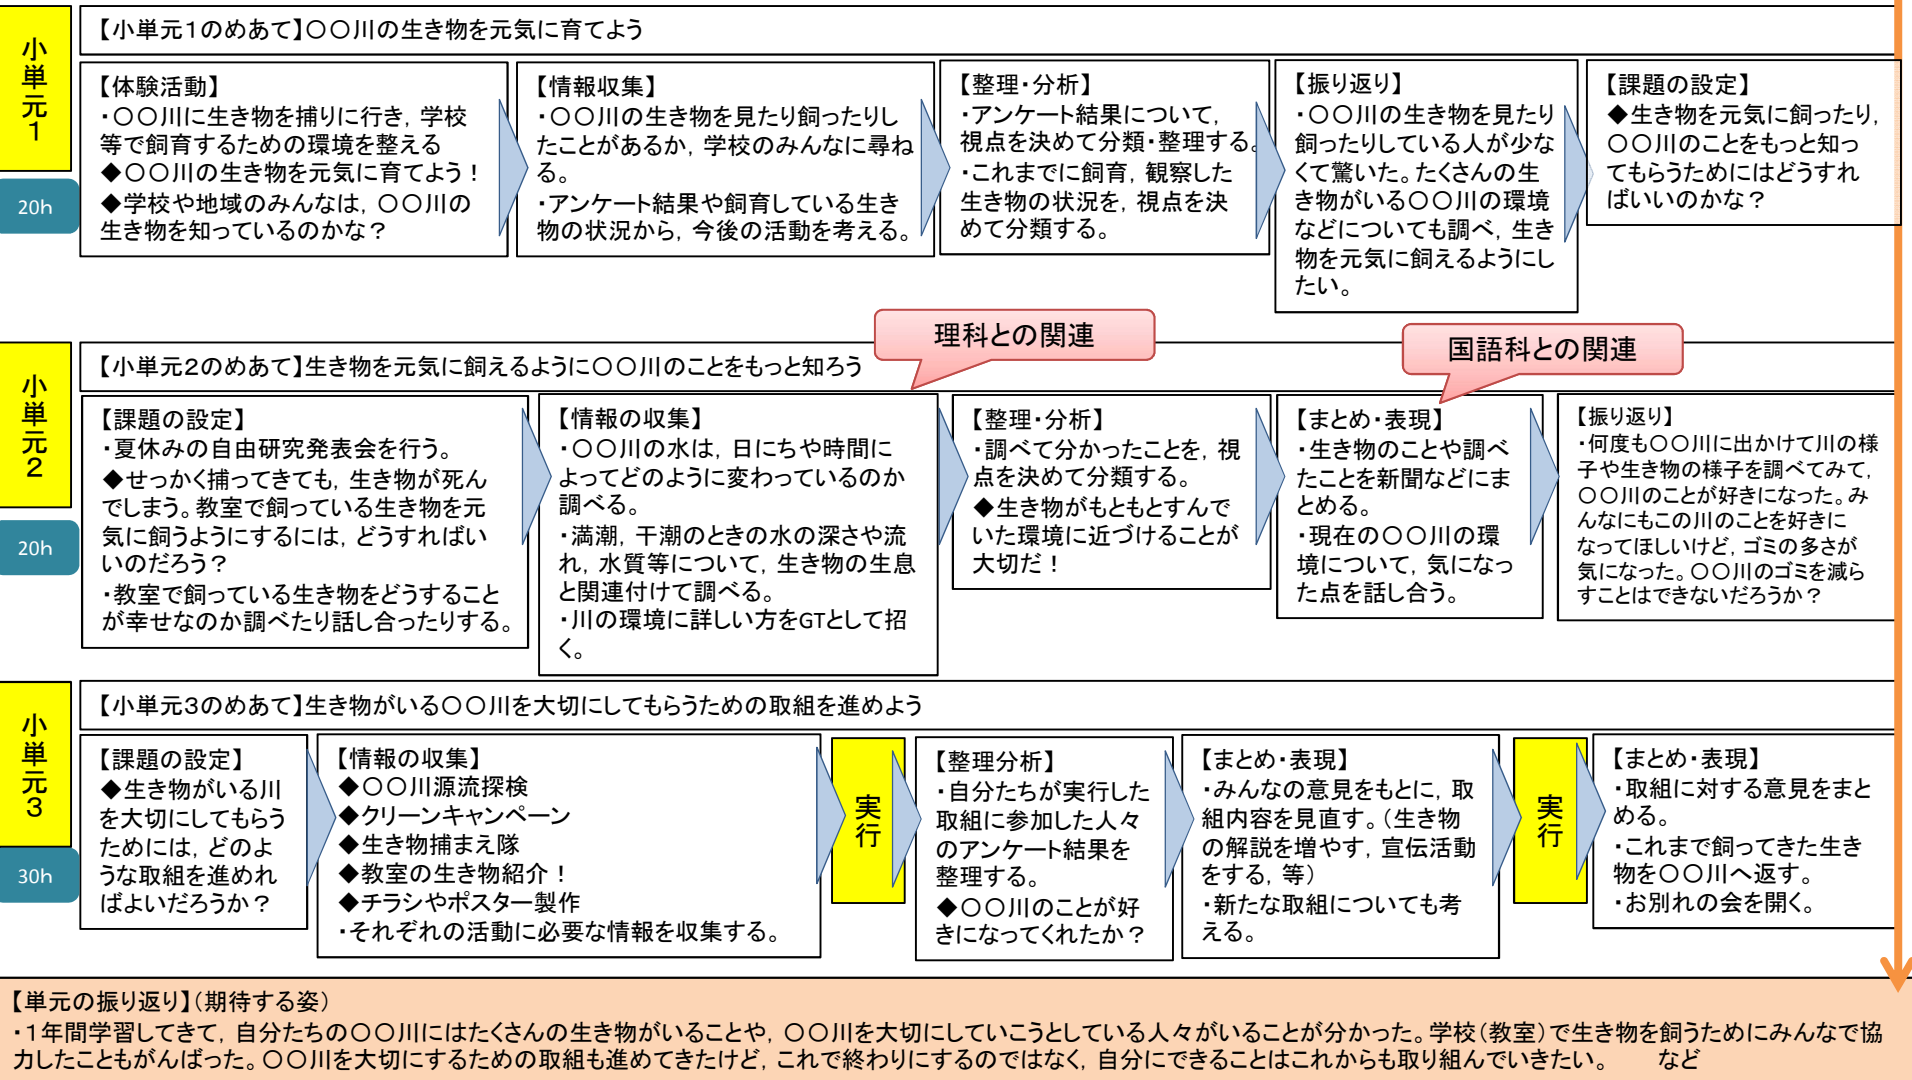 小単元1
20h
【小単元1のめあて】〇〇川の生き物を元気に育てよう
【体験活動】
・〇〇川に生き物を捕りに行き，学校
等で飼育するための環境を整える
◆〇〇川の生き物を元気に育てよう！
◆学校や地域のみんなは，〇〇川の
生き物を知っているのかな？
【情報収集】
・〇〇川の生き物を見たり飼ったりし
たことがあるか，学校のみんなに尋ね
る。
・アンケート結果や飼育している生き
物の状況から，今後の活動を考える。
【整理・分析】
・アンケート結果について，
視点を決めて分類・整理する。
・これまでに飼育，観察した
生き物の状況を，視点を決
めて分類する。
【振り返り】
・〇〇川の生き物を見たり
飼ったりしている人が少な
くて驚いた。たくさんの生
き物がいる〇〇川の環境
などについても調べ，生き
物を元気に飼えるようにし
たい。
【課題の設定】
◆生き物を元気に飼ったり，
〇〇川のことをもっと知っ
てもらうためにはどうすれ
ばいいのかな？
理科との関連
国語科との関連
小単元2
20h
【小単元2のめあて】生き物を元気に飼えるように〇〇川のことをもっと知ろう
【課題の設定】
・夏休みの自由研究発表会を行う。
◆せっかく捕ってきても，生き物が死ん
でしまう。教室で飼っている生き物を元
気に飼うようにするには，どうすればい
いのだろう？
・教室で飼っている生き物をどうすること
が幸せなのか調べたり話し合ったりする。
【情報の収集】
・〇〇川の水は，日にちや時間に
よってどのように変わっているのか
調べる。
・満潮，干潮のときの水の深さや流
れ，水質等について，生き物の生息
と関連付けて調べる。
・川の環境に詳しい方をGTとして招
く。
【整理・分析】
・調べて分かったことを，視
点を決めて分類する。
◆生き物がもともとすんで
いた環境に近づけることが
大切だ！
【まとめ・表現】
・生き物のことや調べ
たことを新聞などにま
とめる。
・現在の〇〇川の環
境について，気になっ
た点を話し合う。
【振り返り】
・何度も〇〇川に出かけて川の様
子や生き物の様子を調べてみて，
〇〇川のことが好きになった。み
んなにもこの川のことを好きに
なってほしいけど，ゴミの多さが
気になった。〇〇川のゴミを減ら
すことはできないだろうか？
小単元3
30h
【小単元3のめあて】生き物がいる〇〇川を大切にしてもらうための取組を進めよう
【課題の設定】
◆生き物がいる川
を大切にしてもらう
ためには，どのよ
うな取組を進めれ
ばよいだろうか？
【情報の収集】
◆〇〇川源流探検
◆クリーンキャンペーン
◆生き物捕まえ隊
◆教室の生き物紹介！
◆チラシやポスター製作
・それぞれの活動に必要な情報を収集する。
実行
【整理分析】
・自分たちが実行した
取組に参加した人々
のアンケート結果を
整理する。
◆〇〇川のことが好
きになってくれたか？
【まとめ・表現】
・みんなの意見をもとに，取
組内容を見直す。（生き物
の解説を増やす，宣伝活動
をする，等）
・新たな取組についても考
える。
実行
【まとめ・表現】
・取組に対する意見をまと
める。
・これまで飼ってきた生き
物を〇〇川へ返す。
・お別れの会を開く。
【単元の振り返り】（期待する姿）
・1年間学習してきて，自分たちの〇〇川にはたくさんの生き物がいることや，〇〇川を大切にしていこうとしている人々がいることが分かった。学校（教室）で生き物を飼うためにみんなで協
力したこともがんばった。〇〇川を大切にするための取組も進めてきたけど，これで終わりにするのではなく，自分にできることはこれからも取り組んでいきたい。　　など